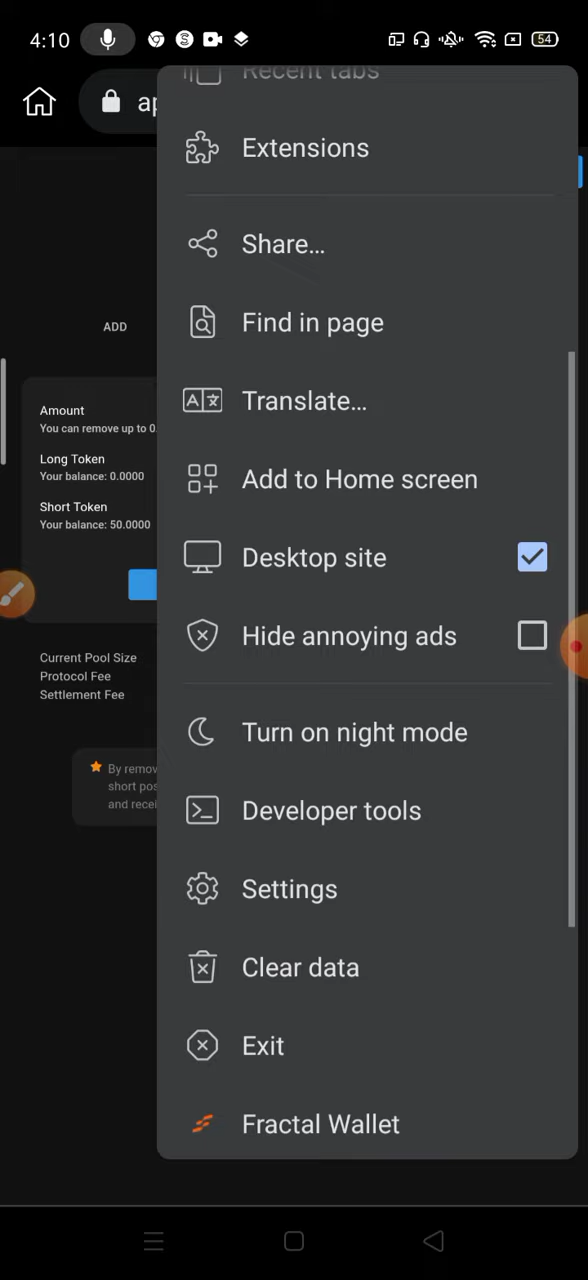 4:10
54
Recent tabs
ap
Extensions
Share...
ADD
Find in page
Amount
You can remove up to 0.
Translate...
Long Token
Your balance: 0.0000
Add to Home screen
Short Token
Your balance: 50.0000
Desktop site
Hide annoying ads
Current Pool Size
Protocol Fee
Settlement Fee
Turn on night mode
By remov
short pos
and recei
Developer tools
Settings
Clear data
Exit
Fractal Wallet